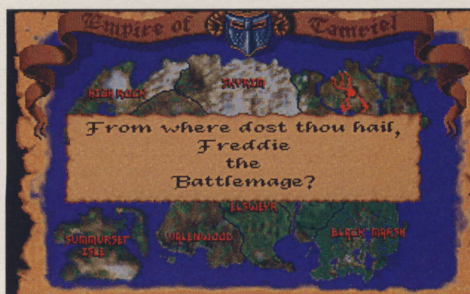 Empire of Tamriel
HIGH ROCK
SKYRIM
From where dost thou hail,
Freddie
the
Battlemage?
ELSWEYR
SUMMURSET
ISLE
VALENWOOD
BLACK MARSH